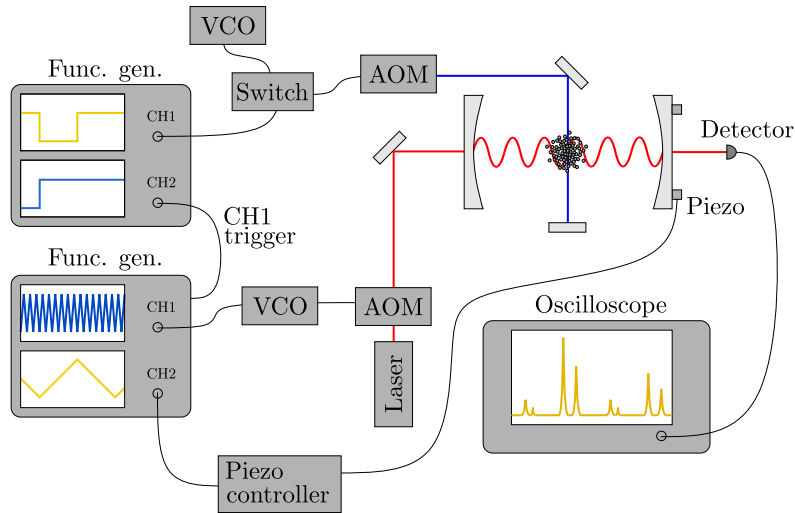 VCO
Func. gen.
AOM
Switch
CH1
Detector
CH2
Piezo
CH1
trigger
Func. gen.
CH1
VCO
AOM
Oscilloscope
CH2
Laser
Piezo
controller